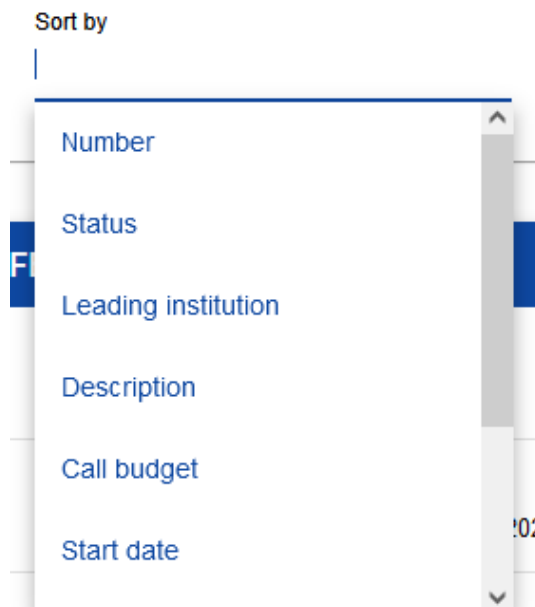 Sort by
Number
Status
Leading institution
Description
Call budget
Start date